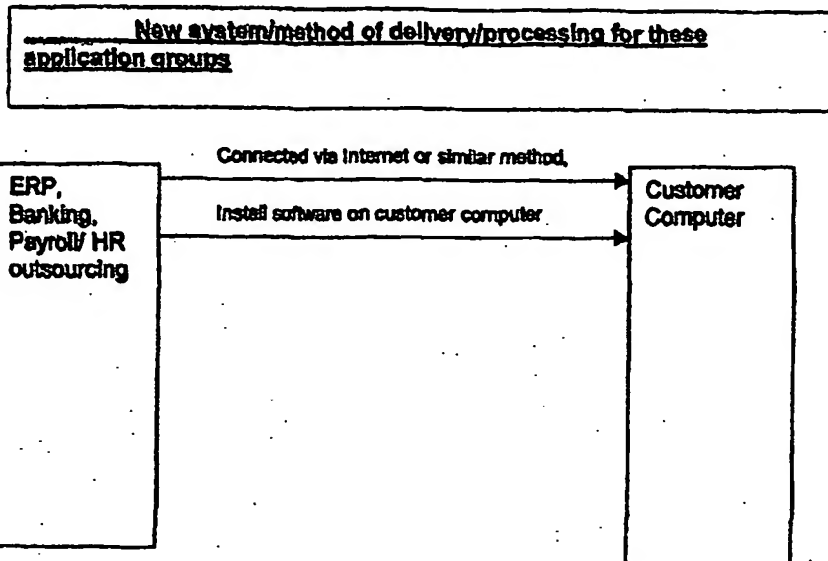 New system/method of delivery/processing for these
application groups
Connected via Internet or similar method,
ERP,
Banking,
Payroll/ HR
outsourcing
Install software on customer computer
Customer
Computer